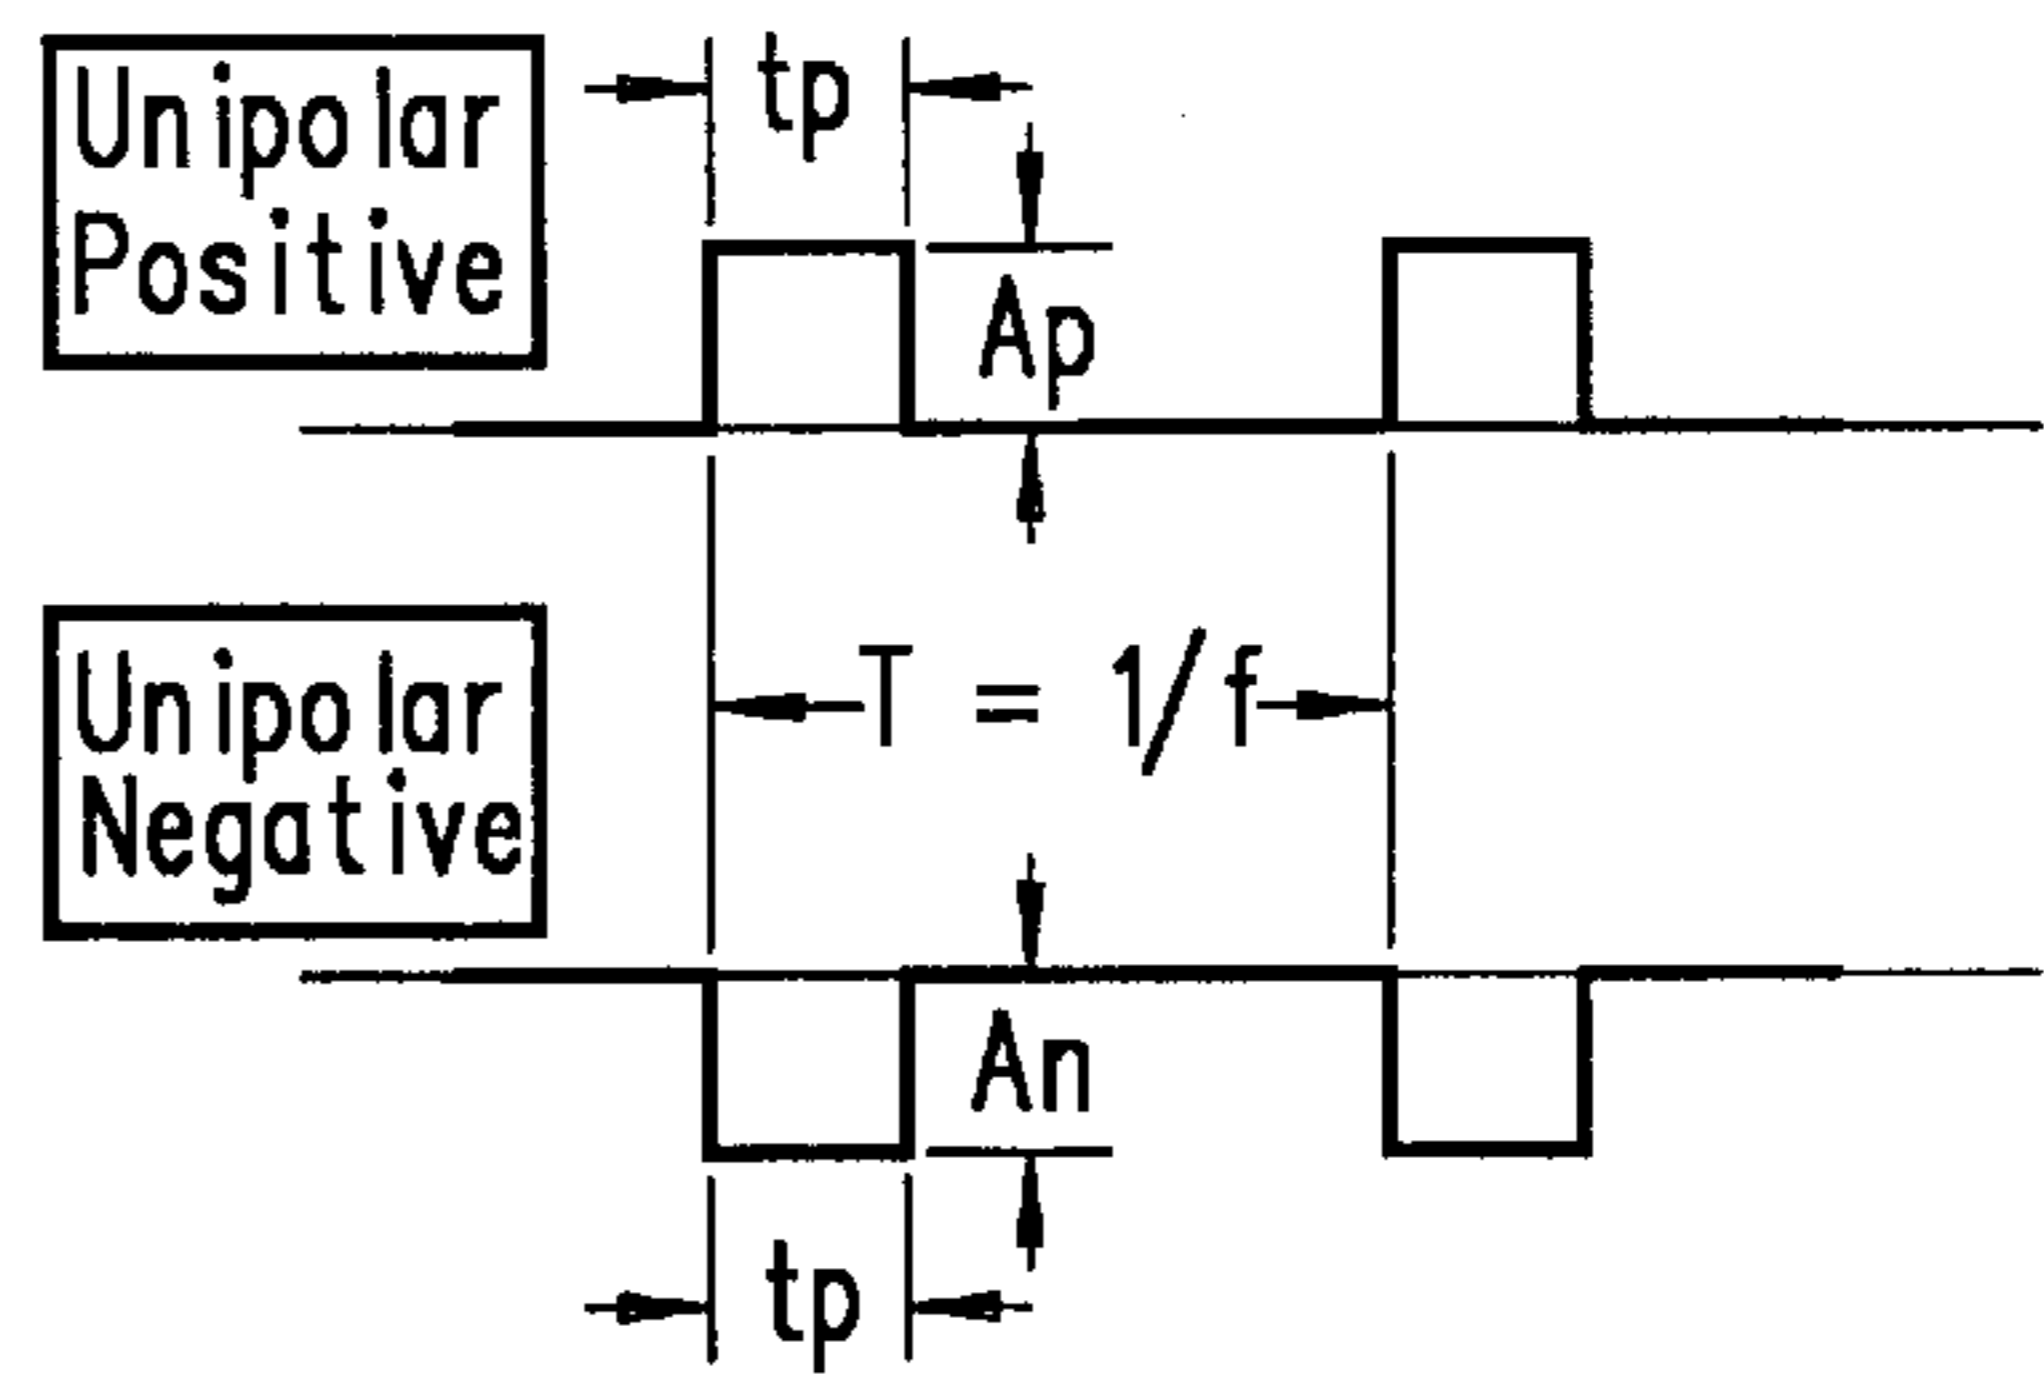 Unipolar
Positive
tp
Ap
Unipolar
Negative
T = 1/f
An
tp